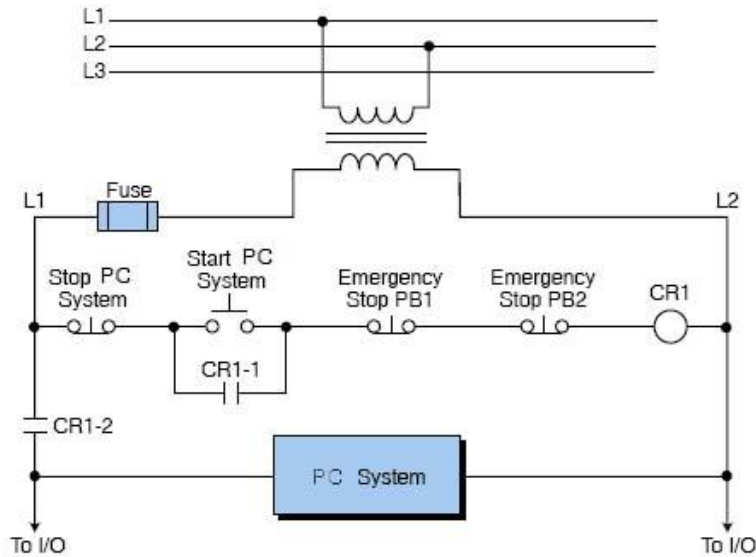 L1
L2
L3
L1
Fuse
L2
Stop PC
System
Start PC
System
Emergency
Stop PB1
Emergency
Stop PB2
CR1
CR1-1
CR1-2
PC System
To I/O
To I/O